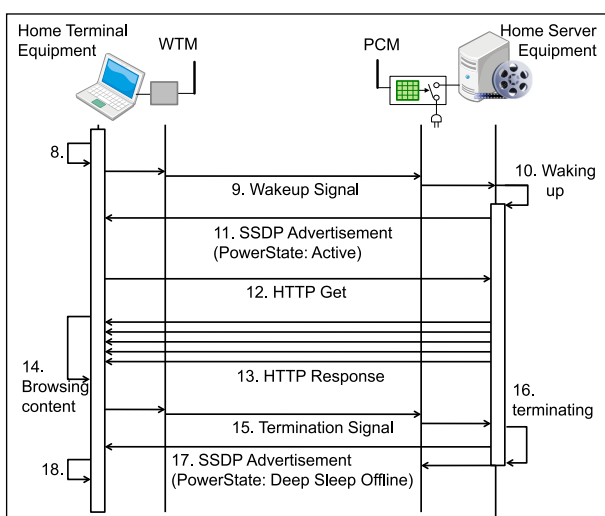 Home Terminal
Equipment
WTM
PCM
Home Server
Equipment
8.
9. Wakeup Signal
10. Waking
up
11. SSDP Advertisement
(PowerState: Active)
12. HTTP Get
13. HTTP Response
14.
Browsing
content
15. Termination Signal
16.
terminating
17. SSDP Advertisement
(PowerState: Deep Sleep Offline)
18.